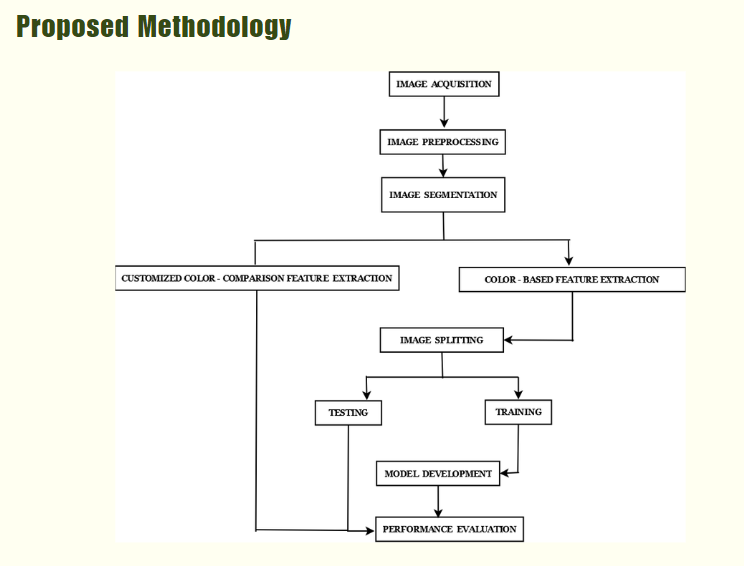 Proposed Methodology
IMAGE ACQUISITION
IMAGE PREPROCESSING
IMAGE SEGMENTATION
CUSTOMIZED COLOR - COMPARISON FEATURE EXTRACTION
COLOR - BASED FEATURE EXTRACTION
IMAGE SPLITTING
TESTING
TRAINING
MODEL DEVELOPMENT
PERFORMANCE EVALUATION